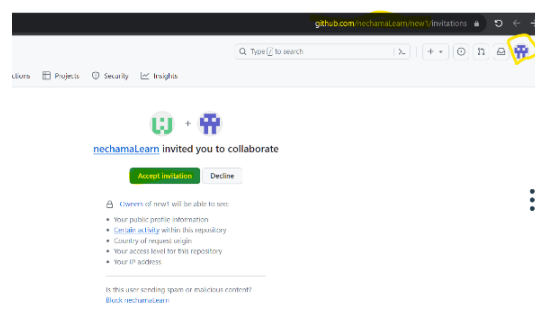 github.com/nechamaLearn/new1/invitations
Type / to search
ctions Projects Security Insights
nechamaLearn invited you to collaborate
Accept invitation Decline
Owners of new1 will be able to see:
• Your public profile information
• Certain activity within this repository
• Country of request origin
• Your access level for this repository
• Your IP address
Is this user sending spam or malicious content?
Block nechamaLearn